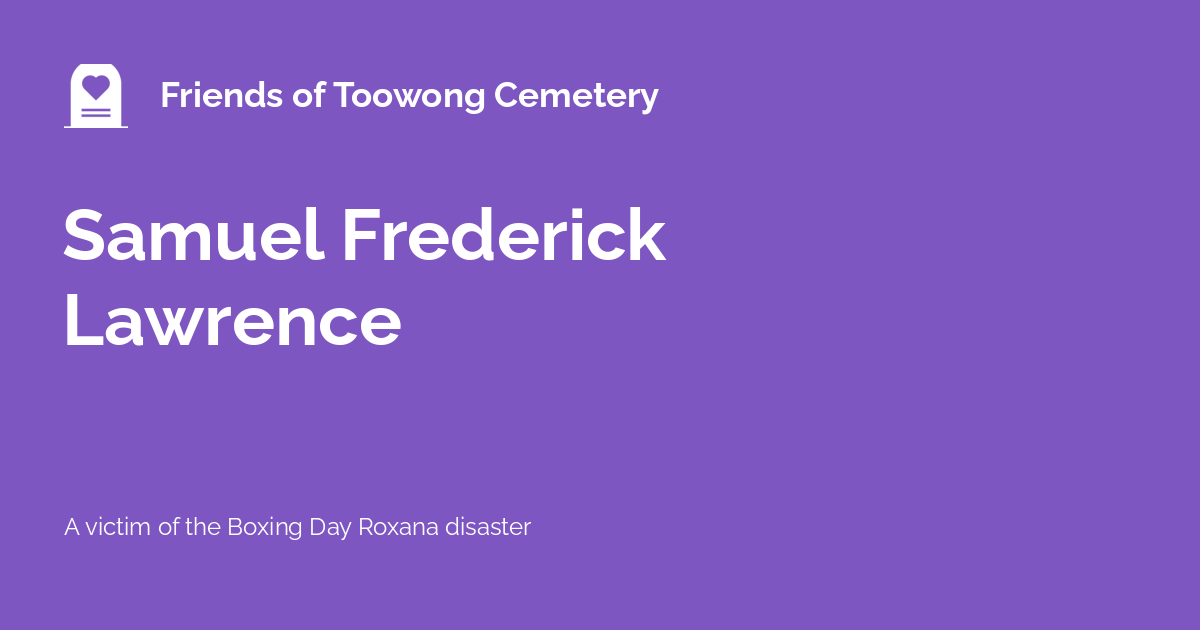 Friends of Toowong Cemetery
Samuel Frederick
Lawrence
A victim of the Boxing Day Roxana disaster